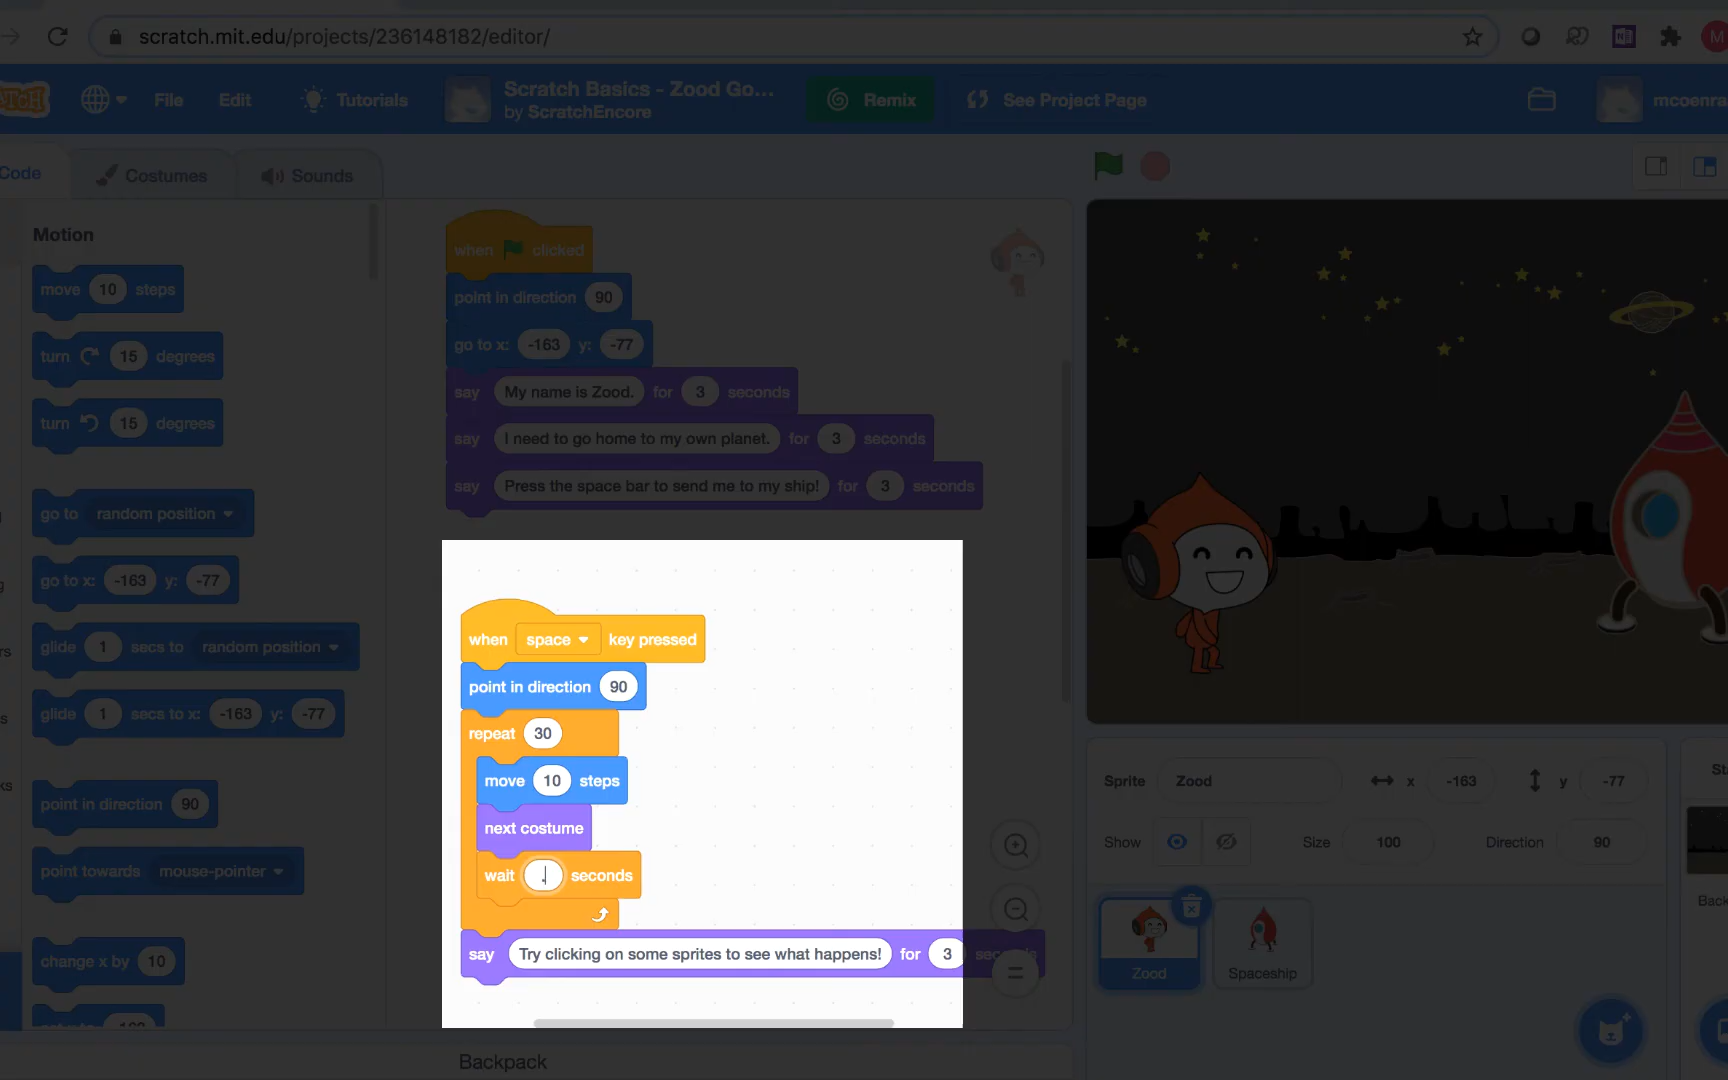 scratch.mit.edu/projects/236148182/editor/
M
File
Edit
Tutorials
Scratch Basics - Zood Go...
by ScratchEncore
Remix
See Project Page
mcoenra
Code
Costumes
Sounds
Motion
move 10 steps
turn 15 degrees
turn 15 degrees
go to random position
go to x: -163 y: -77
glide 1 secs to random position
glide 1 secs to x: -163 y: -77
point in direction 90
point towards mouse-pointer
change x by 10
when clicked
point in direction 90
go to x: -163 y: -77
say My name is Zood. for 3 seconds
say I need to go home to my own planet. for 3 seconds
say Press the space bar to send me to my ship! for 3 seconds
when space key pressed
point in direction 90
repeat 30
move 10 steps
next costume
wait . seconds
say Try clicking on some sprites to see what happens! for 3 seconds
Backpack
Sprite Zood x -163 y -77
Show Size 100 Direction 90
Zood
Spaceship